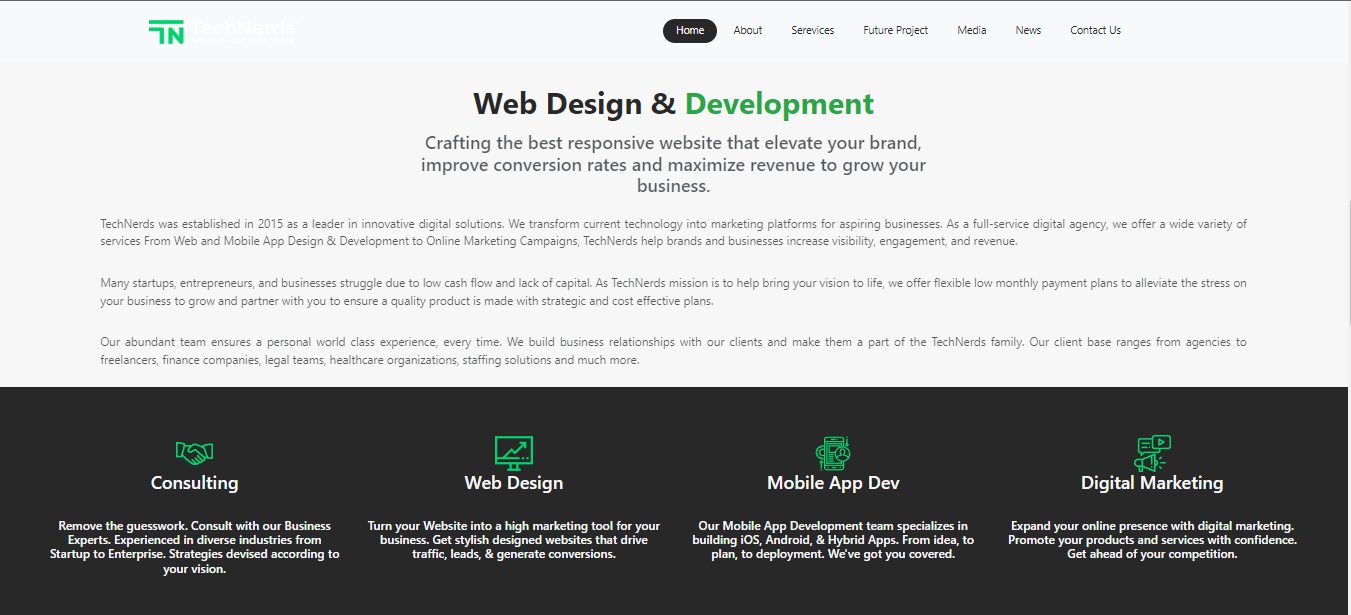 TN TechNerds
Home About Serevices Future Project Media News Contact Us
Web Design & Development
Crafting the best responsive website that elevate your brand,
improve conversion rates and maximize revenue to grow your
business.
TechNerds was established in 2015 as a leader in innovative digital solutions. We transform current technology into marketing platforms for aspiring businesses. As a full-service digital agency, we offer a wide variety of
services From Web and Mobile App Design & Development to Online Marketing Campaigns, TechNerds help brands and businesses increase visibility, engagement, and revenue.
Many startups, entrepreneurs, and businesses struggle due to low cash flow and lack of capital. As TechNerds mission is to help bring your vision to life, we offer flexible low monthly payment plans to alleviate the stress on
your business to grow and partner with you to ensure a quality product is made with strategic and cost effective plans.
Our abundant team ensures a personal world class experience, every time. We build business relationships with our clients and make them a part of the TechNerds family. Our client base ranges from agencies to
freelancers, finance companies, legal teams, healthcare organizations, staffing solutions and much more.
Consulting
Remove the guesswork. Consult with our Business
Experts. Experienced in diverse industries from
Startup to Enterprise. Strategies devised according to
your vision.
Web Design
Turn your Website into a high marketing tool for your
business. Get stylish designed websites that drive
traffic, leads, & generate conversions.
Mobile App Dev
Our Mobile App Development team specializes in
building iOS, Android, & Hybrid Apps. From idea, to
plan, to deployment. We've got you covered.
Digital Marketing
Expand your online presence with digital marketing.
Promote your products and services with confidence.
Get ahead of your competition.